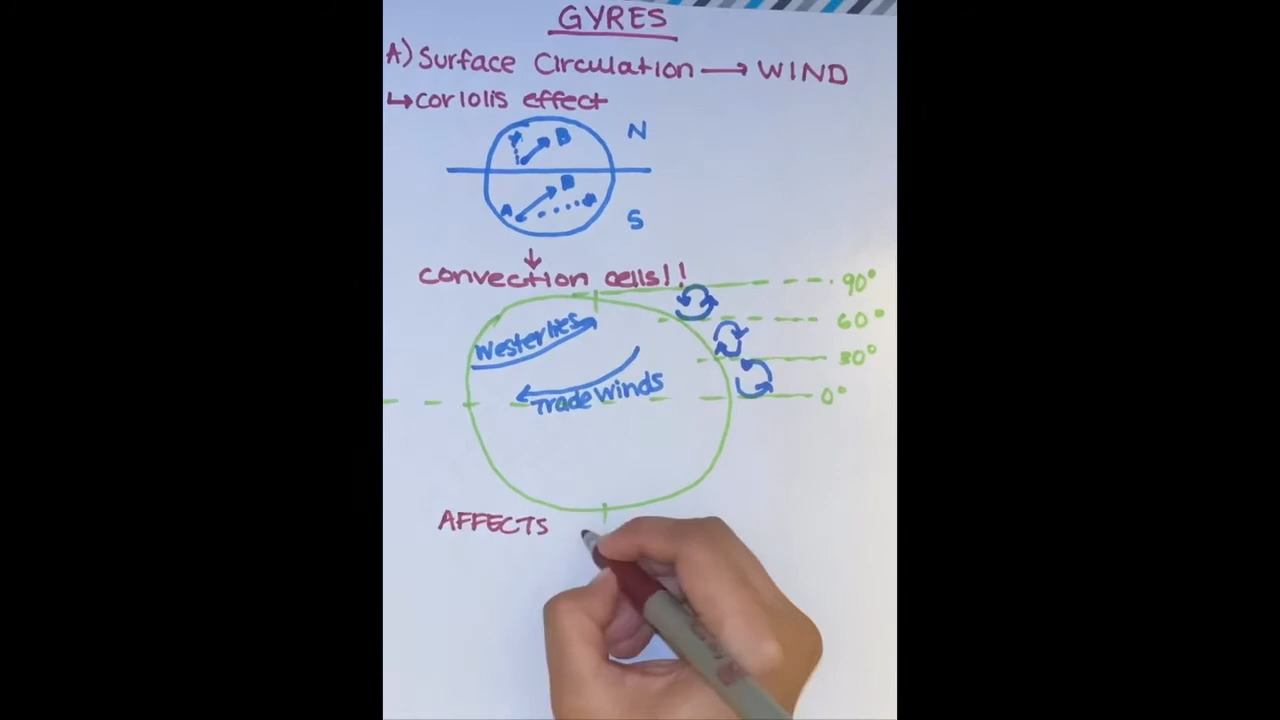 GYRES
A) Surface Circulation → WIND
↳ coriolis effect
B N
B
A S
↓
convection cells!!
90°
60°
Westerlies
30°
Trade Winds
0°
AFFECTS